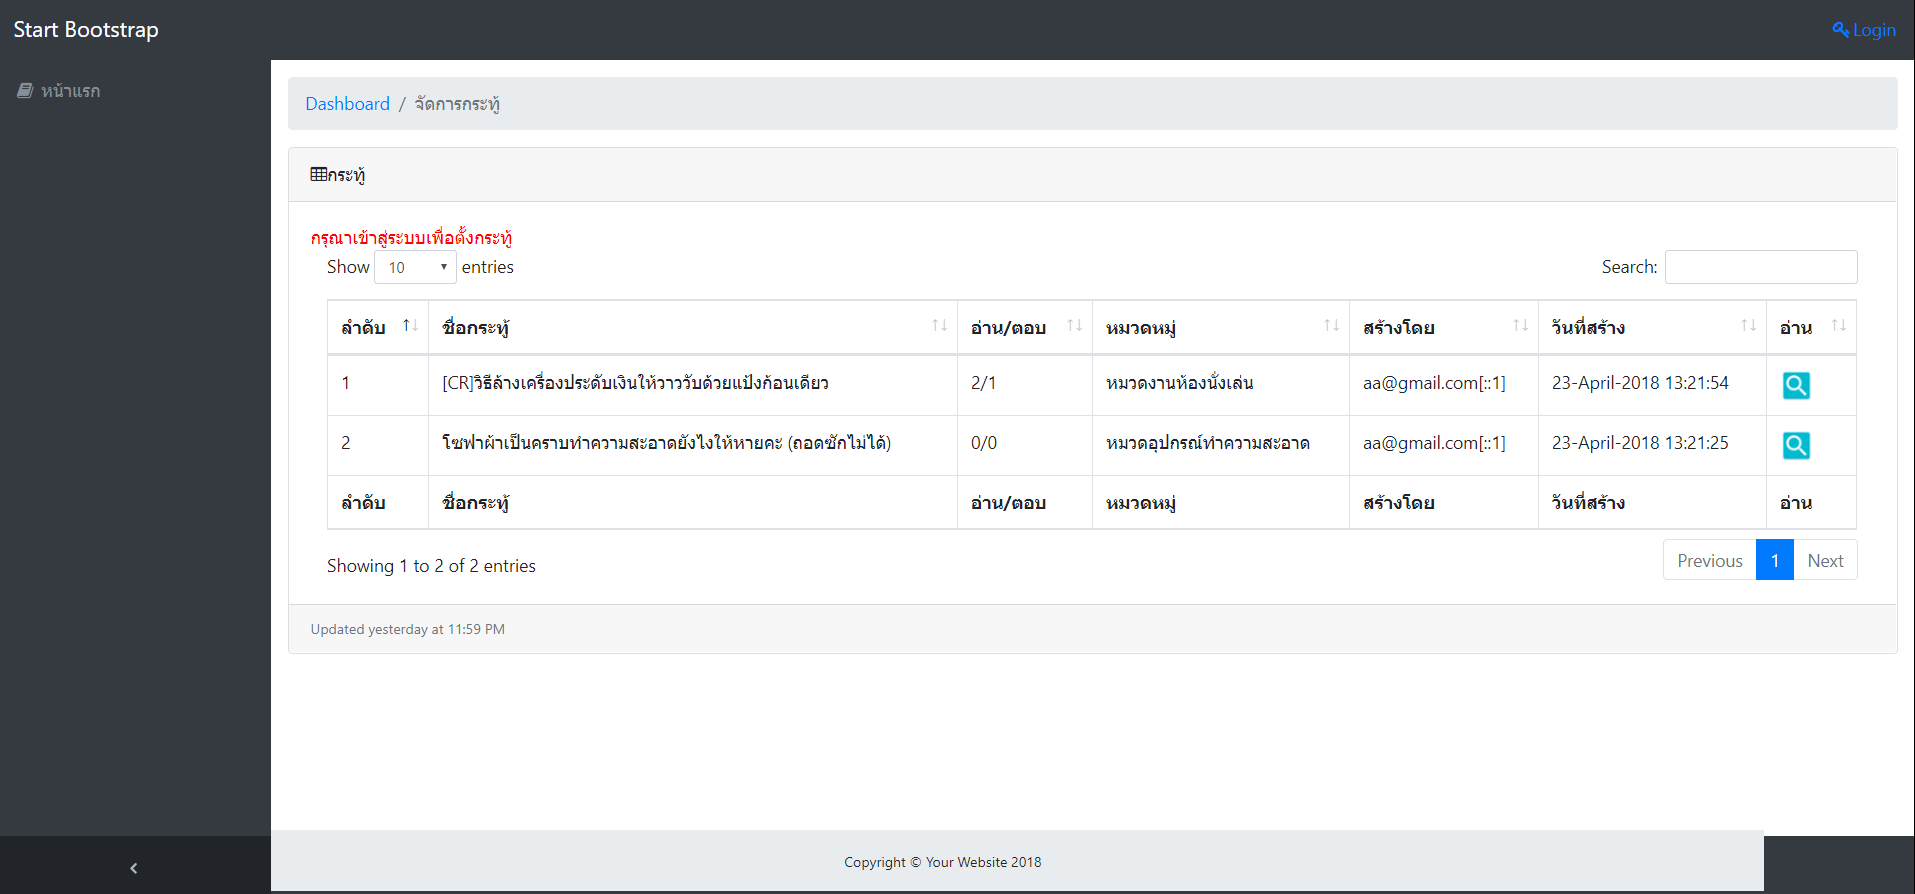 Start Bootstrap
Login
หน้าแรก
Dashboard / จัดการกระทู้
กระทู้
กรุณาเข้าสู่ระบบเพื่อตั้งกระทู้
Show 10 entries Search:
ลำดับ ชื่อกระทู้ อ่าน/ตอบ หมวดหมู่ สร้างโดย วันที่สร้าง อ่าน
1 [CR]วิธีล้างเครื่องประดับเงินให้วาววับด้วยแป้งก้อนเดียว 2/1 หมวดงานห้องนั่งเล่น aa@gmail.com[::1] 23-April-2018 13:21:54
2 โซฟาผ้าเป็นคราบทำความสะอาดยังไงให้หายคะ (ถอดซักไม่ได้) 0/0 หมวดอุปกรณ์ทำความสะอาด aa@gmail.com[::1] 23-April-2018 13:21:25
ลำดับ ชื่อกระทู้ อ่าน/ตอบ หมวดหมู่ สร้างโดย วันที่สร้าง อ่าน
Showing 1 to 2 of 2 entries Previous 1 Next
Updated yesterday at 11:59 PM
Copyright © Your Website 2018